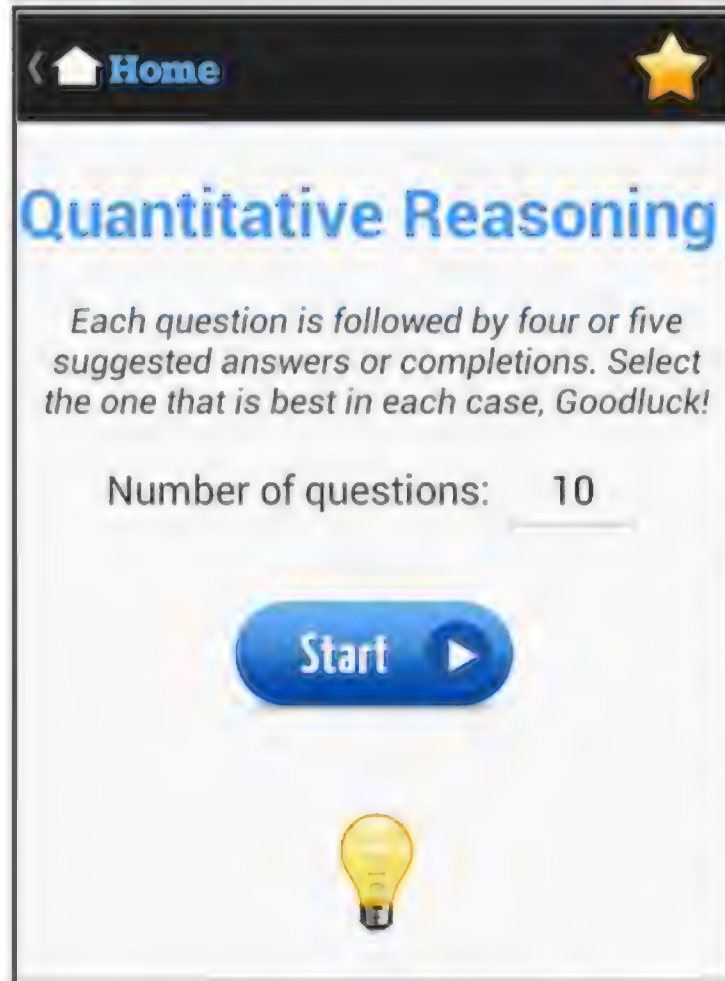 Home
Quantitative Reasoning
Each question is followed by four or five
suggested answers or completions. Select
the one that is best in each case, Goodluck!
Number of questions: 10
Start